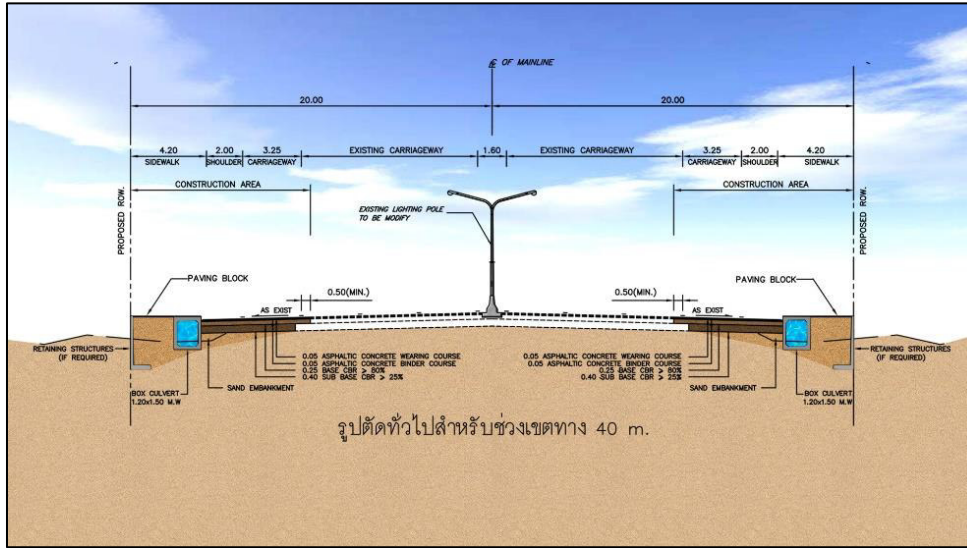 ℄ OF MAINLINE
20.00 20.00
4.20 2.00 3.25 EXISTING CARRIAGEWAY 1.60 EXISTING CARRIAGEWAY 3.25 2.00 4.20
SIDEWALK SHOULDER CARRIAGEWAY CARRIAGEWAY SHOULDER SIDEWALK
CONSTRUCTION AREA CONSTRUCTION AREA
PROPOSED ROW.
EXISTING LIGHTING POLE
TO BE MODIFY
PROPOSED ROW.
PAVING BLOCK PAVING BLOCK
0.50(MIN.) 0.50(MIN.)
AS EXIST AS EXIST
RETAINING STRUCTURES
(IF REQUIRED)
0.05 ASPHALTIC CONCRETE WEARING COURSE
0.05 ASPHALTIC CONCRETE BINDER COURSE
0.25 BASE CBR > 80%
0.40 SUB BASE CBR > 25%
SAND EMBANKMENT
BOX CULVERT
1.20x1.50 M.W
0.05 ASPHALTIC CONCRETE WEARING COURSE
0.05 ASPHALTIC CONCRETE BINDER COURSE
0.25 BASE CBR > 80%
0.40 SUB BASE CBR > 25%
SAND EMBANKMENT
RETAINING STRUCTURES
(IF REQUIRED)
BOX CULVERT
1.20x1.50 M.W
รูปตัดทั่วไปสำหรับช่วงเขตทาง 40 m.